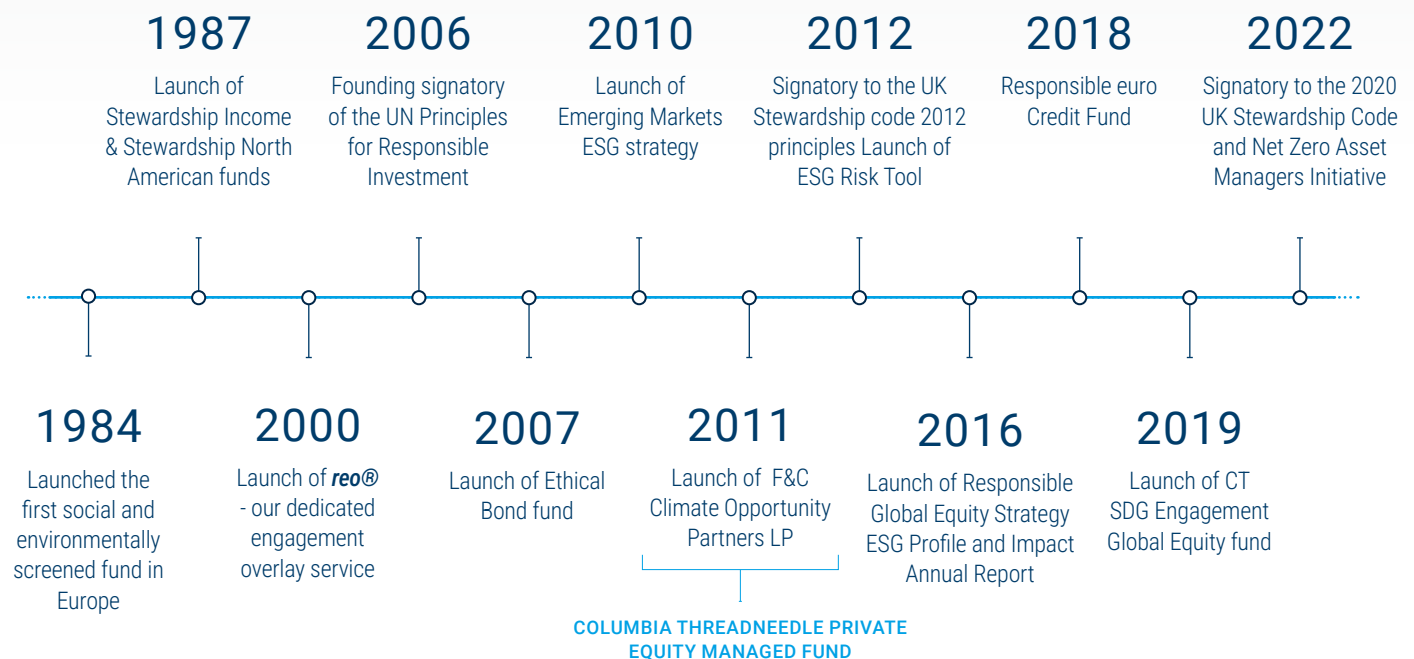 1987
Launch of
Stewardship Income
& Stewardship North
American funds
2006
Founding signatory
of the UN Principles
for Responsible
Investment
2010
Launch of
Emerging Markets
ESG strategy
2012
Signatory to the UK
Stewardship code 2012
principles Launch of
ESG Risk Tool
2018
Responsible euro
Credit Fund
2022
Signatory to the 2020
UK Stewardship Code
and Net Zero Asset
Managers Initiative
1984
Launched the
first social and
environmentally
screened fund in
Europe
2000
Launch of reo®
- our dedicated
engagement
overlay service
2007
Launch of Ethical
Bond fund
2011
Launch of F&C
Climate Opportunity
Partners LP
COLUMBIA THREADNEEDLE PRIVATE
EQUITY MANAGED FUND
2016
Launch of Responsible
Global Equity Strategy
ESG Profile and Impact
Annual Report
2019
Launch of CT
SDG Engagement
Global Equity fund